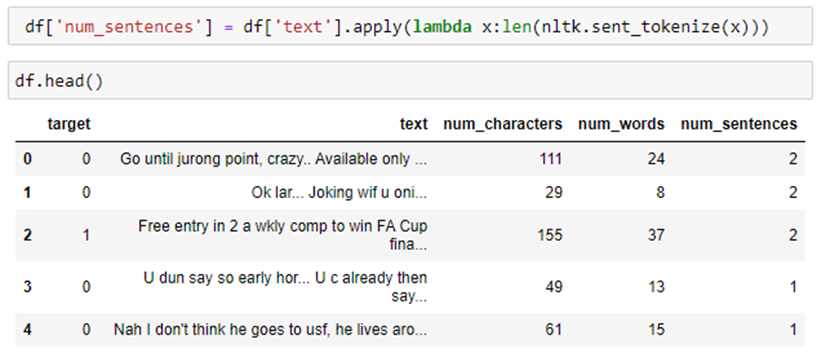 df['num_sentences'] = df['text'].apply(lambda x:len(nltk.sent_tokenize(x)))
df.head()
target text num_characters num_words num_sentences
0 0 Go until jurong point, crazy.. Available only ... 111 24 2
1 0 Ok lar... Joking wif u oni... 29 8 2
2 1 Free entry in 2 a wkly comp to win FA Cup 155 37 2
fina...
3 0 U dun say so early hor... U c already then 49 13 1
say...
4 0 Nah I don't think he goes to usf, he lives aro... 61 15 1